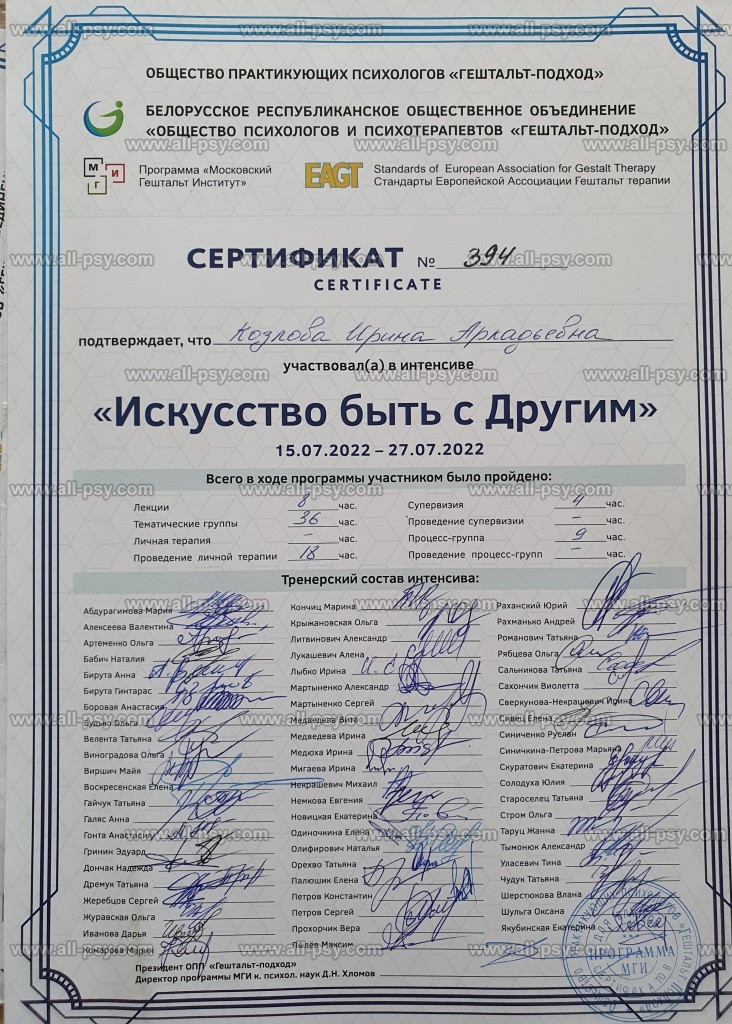 ОБЩЕСТВО ПРАКТИКУЮЩИХ ПСИХОЛОГОВ «ГЕШТАЛЬТ-ПОДХОД»
БЕЛОРУССКОЕ РЕСПУБЛИКАНСКОЕ ОБЩЕСТВЕННОЕ ОБЪЕДИНЕНИЕ
«ОБЩЕСТВО ПСИХОЛОГОВ И ПСИХОТЕРАПЕВТОВ «ГЕШТАЛЬТ-ПОДХОД»
М И Г
Программа «Московский
Гештальт Институт»
EAGT
Standards of European Association for Gestalt Therapy
Стандарты Европейской Ассоциации Гештальт терапии
СЕРТИФИКАТ № 394
CERTIFICATE
подтверждает, что Козлова Ирина Аркадьевна
участвовал(а) в интенсиве
«Искусство быть с Другим»
15.07.2022 – 27.07.2022
Всего в ходе программы участником было пройдено:
Лекции 8 час.
Тематические группы 36 час.
Личная терапия - час.
Проведение личной терапии 18 час.
Супервизия 4 час.
Проведение супервизии - час.
Процесс-группа 9 час.
Проведение процесс-групп - час.
Тренерский состав интенсива:
Абдурагимова Мария
Алексеева Валентина
Артеменко Ольга
Бабич Наталия
Бирута Анна
Бирута Гинтарас
Боровая Анастасия
Будько Ольга
Велента Татьяна
Виноградова Ольга
Виршич Майя
Воскресенская Елена
Гайчук Татьяна
Галяс Анна
Гонта Анастасия
Гринин Эдуард
Дончак Надежда
Дремук Татьяна
Жеребцов Сергей
Журавская Ольга
Иванова Дарья
Комарова Мария
Кончиц Марина
Крыжановская Ольга
Литвинович Александр
Лукашевич Алена
Лыбко Ирина
Мартыненко Александр
Мартыненко Сергей
Медведева Вита
Медведева Ирина
Медюха Ирина
Мигаева Ирина
Некрашевич Михаил
Немкова Евгения
Новицкая Екатерина
Одиночкина Елена
Олифирович Наталья
Орехво Татьяна
Палюшик Елена
Петров Константин
Петров Сергей
Прохорчик Вера
Пылёв Максим
Раханский Юрий
Рахманько Андрей
Романович Татьяна
Рябцева Ольга
Сальникова Татьяна
Сахончик Виолетта
Сверкунова-Некрашевич Ирина
Сивец Елена
Синиченко Руслан
Синичкина-Петрова Марьяна
Скуратович Екатерина
Солодуха Юлия
Староселец Татьяна
Стром Ольга
Таруц Жанна
Тымонюк Александр
Уласевич Тина
Чудук Татьяна
Шерстюкова Влана
Шульга Оксана
Якубинская Екатерина
Президент ОПП «Гештальт-подход»
Директор программы МГИ к. психол. наук Д.Н. Хломов
ПРОГРАММА
МГИ
www.all-psy.com